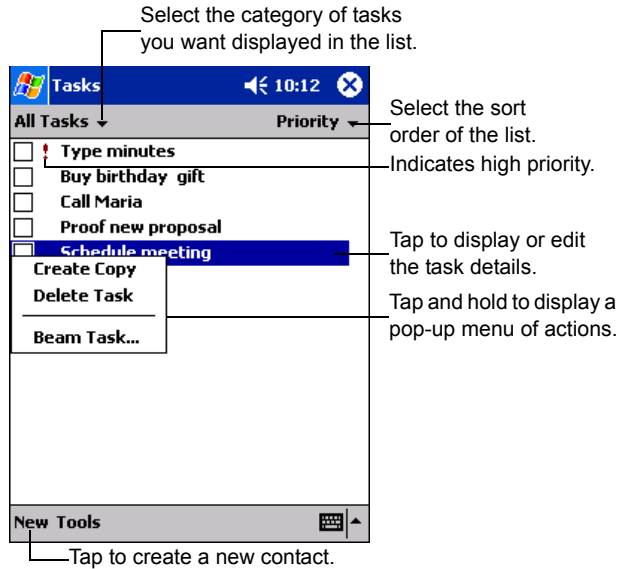 Select the category of tasks
you want displayed in the list.
Tasks 10:12
All Tasks Priority
Select the sort
order of the list.
! Type minutes
Indicates high priority.
Buy birthday gift
Call Maria
Proof new proposal
Schedule meeting
Tap to display or edit
the task details.
Create Copy
Delete Task
Beam Task...
Tap and hold to display a
pop-up menu of actions.
New Tools
Tap to create a new contact.